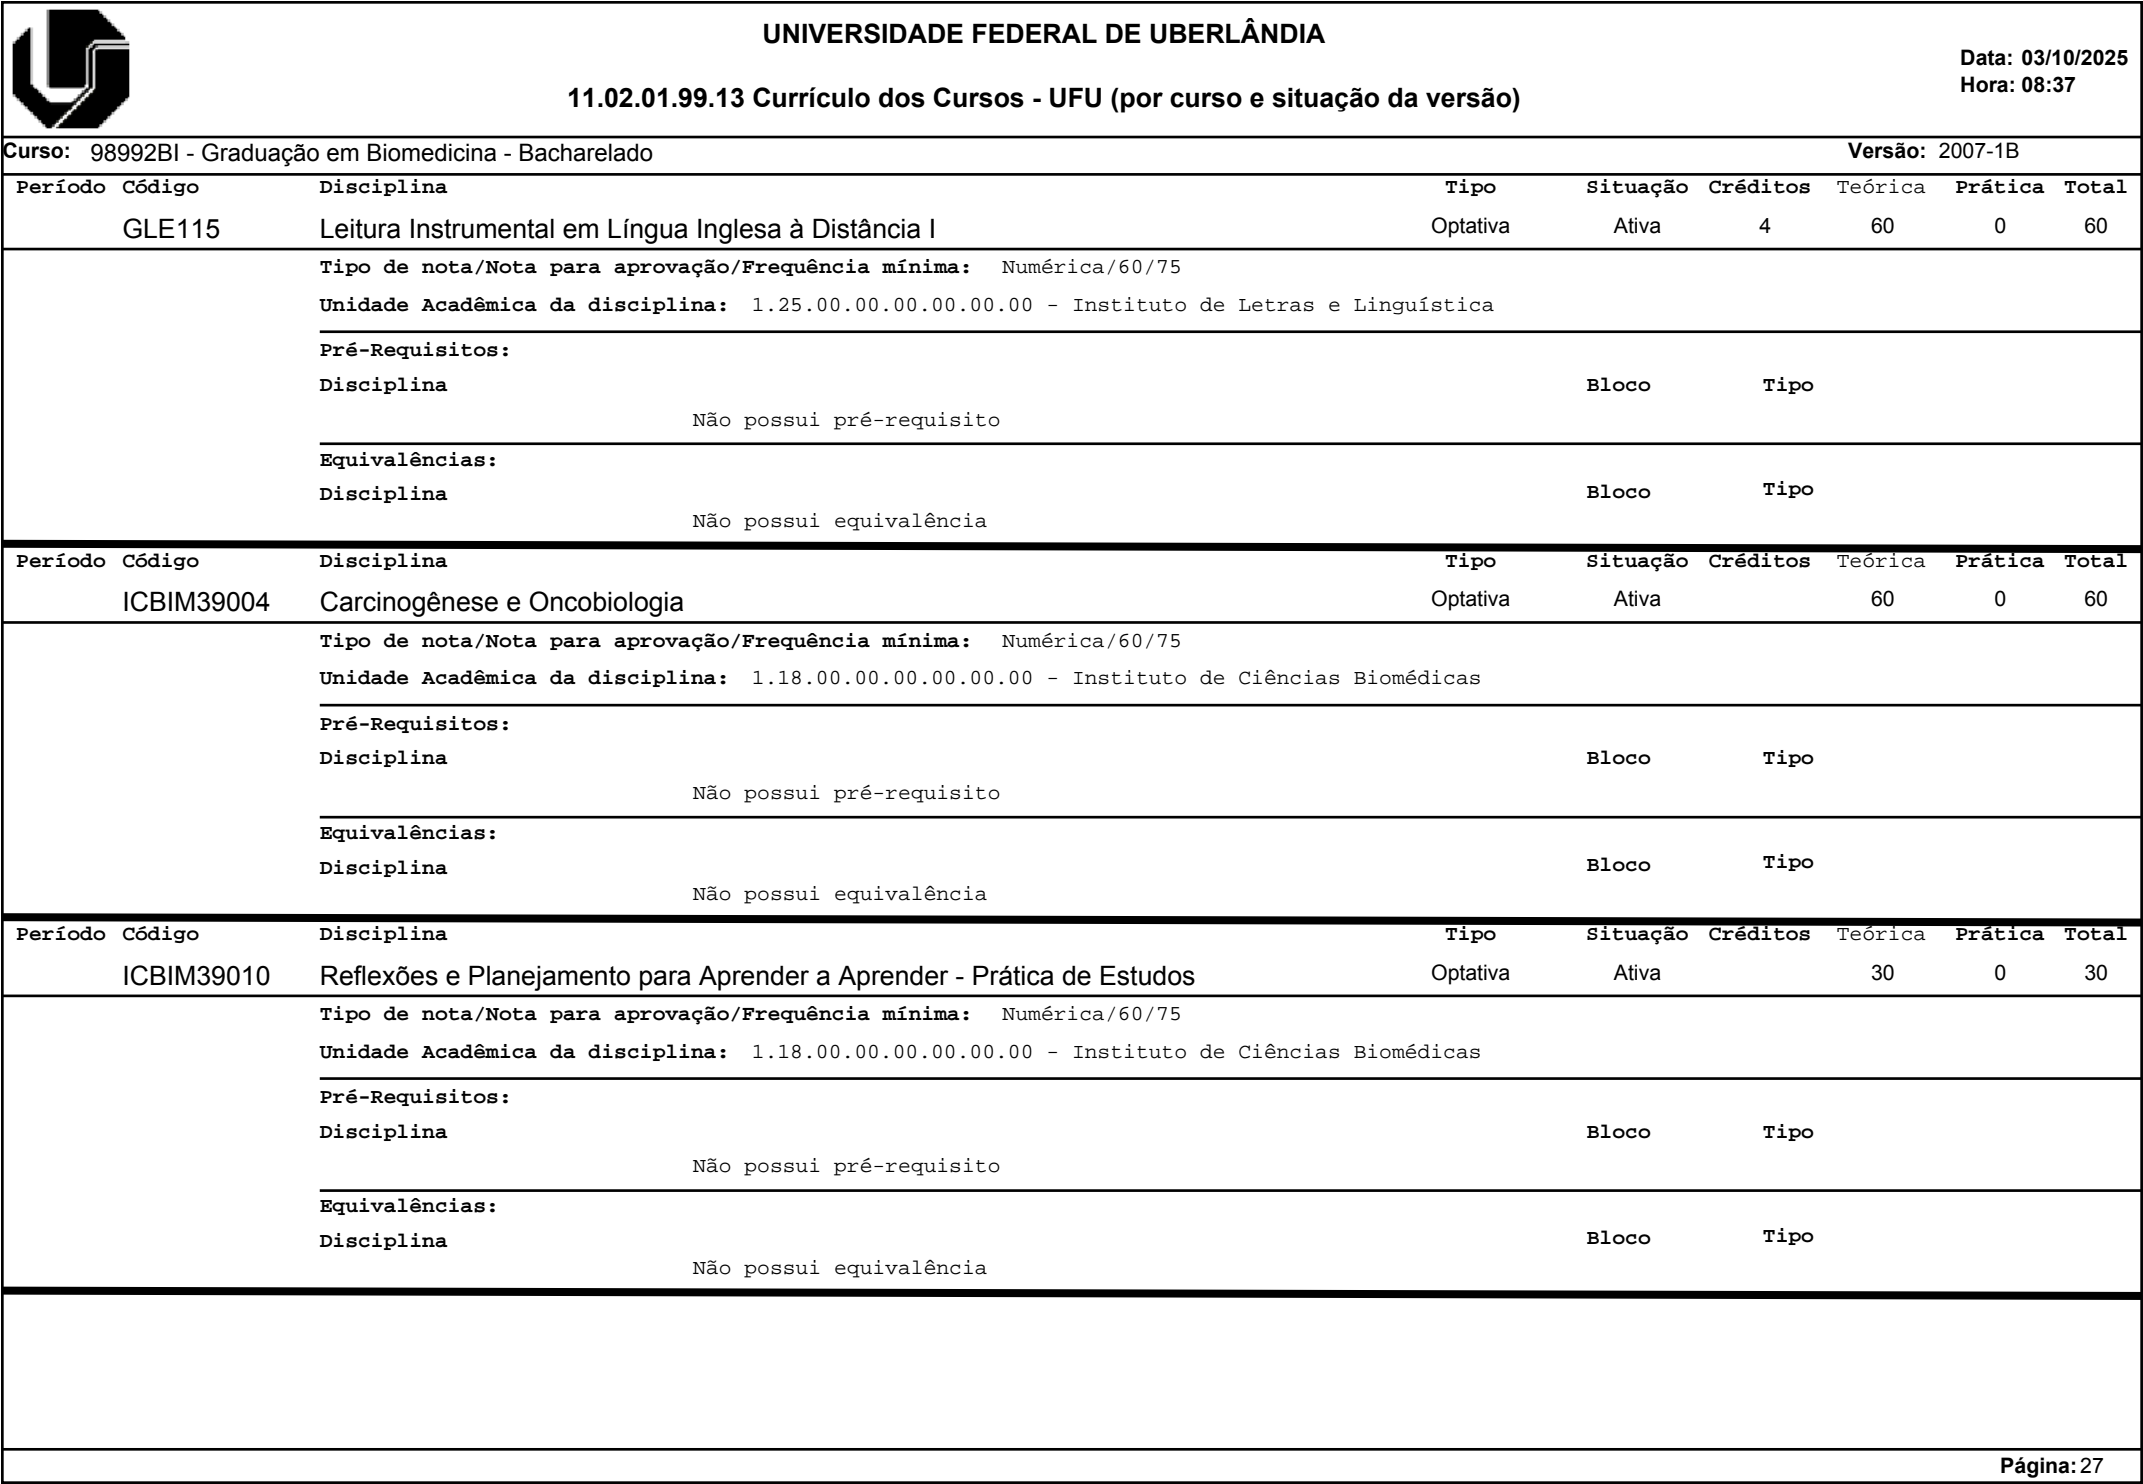 UNIVERSIDADE FEDERAL DE UBERLÂNDIA
Data: 03/10/2025
Hora: 08:37
11.02.01.99.13 Currículo dos Cursos - UFU (por curso e situação da versão)
Curso: 98992BI - Graduação em Biomedicina - Bacharelado Versão: 2007-1B
Período Código Disciplina Tipo Situação Créditos Teórica Prática Total
GLE115 Leitura Instrumental em Língua Inglesa à Distância I Optativa Ativa 4 60 0 60
Tipo de nota/Nota para aprovação/Frequência mínima: Numérica/60/75
Unidade Acadêmica da disciplina: 1.25.00.00.00.00.00.00 - Instituto de Letras e Linguística
Pré-Requisitos:
Disciplina Bloco Tipo
Não possui pré-requisito
Equivalências:
Disciplina Bloco Tipo
Não possui equivalência
Período Código Disciplina Tipo Situação Créditos Teórica Prática Total
ICBIM39004 Carcinogênese e Oncobiologia Optativa Ativa 60 0 60
Tipo de nota/Nota para aprovação/Frequência mínima: Numérica/60/75
Unidade Acadêmica da disciplina: 1.18.00.00.00.00.00.00 - Instituto de Ciências Biomédicas
Pré-Requisitos:
Disciplina Bloco Tipo
Não possui pré-requisito
Equivalências:
Disciplina Bloco Tipo
Não possui equivalência
Período Código Disciplina Tipo Situação Créditos Teórica Prática Total
ICBIM39010 Reflexões e Planejamento para Aprender a Aprender - Prática de Estudos Optativa Ativa 30 0 30
Tipo de nota/Nota para aprovação/Frequência mínima: Numérica/60/75
Unidade Acadêmica da disciplina: 1.18.00.00.00.00.00.00 - Instituto de Ciências Biomédicas
Pré-Requisitos:
Disciplina Bloco Tipo
Não possui pré-requisito
Equivalências:
Disciplina Bloco Tipo
Não possui equivalência
Página: 27